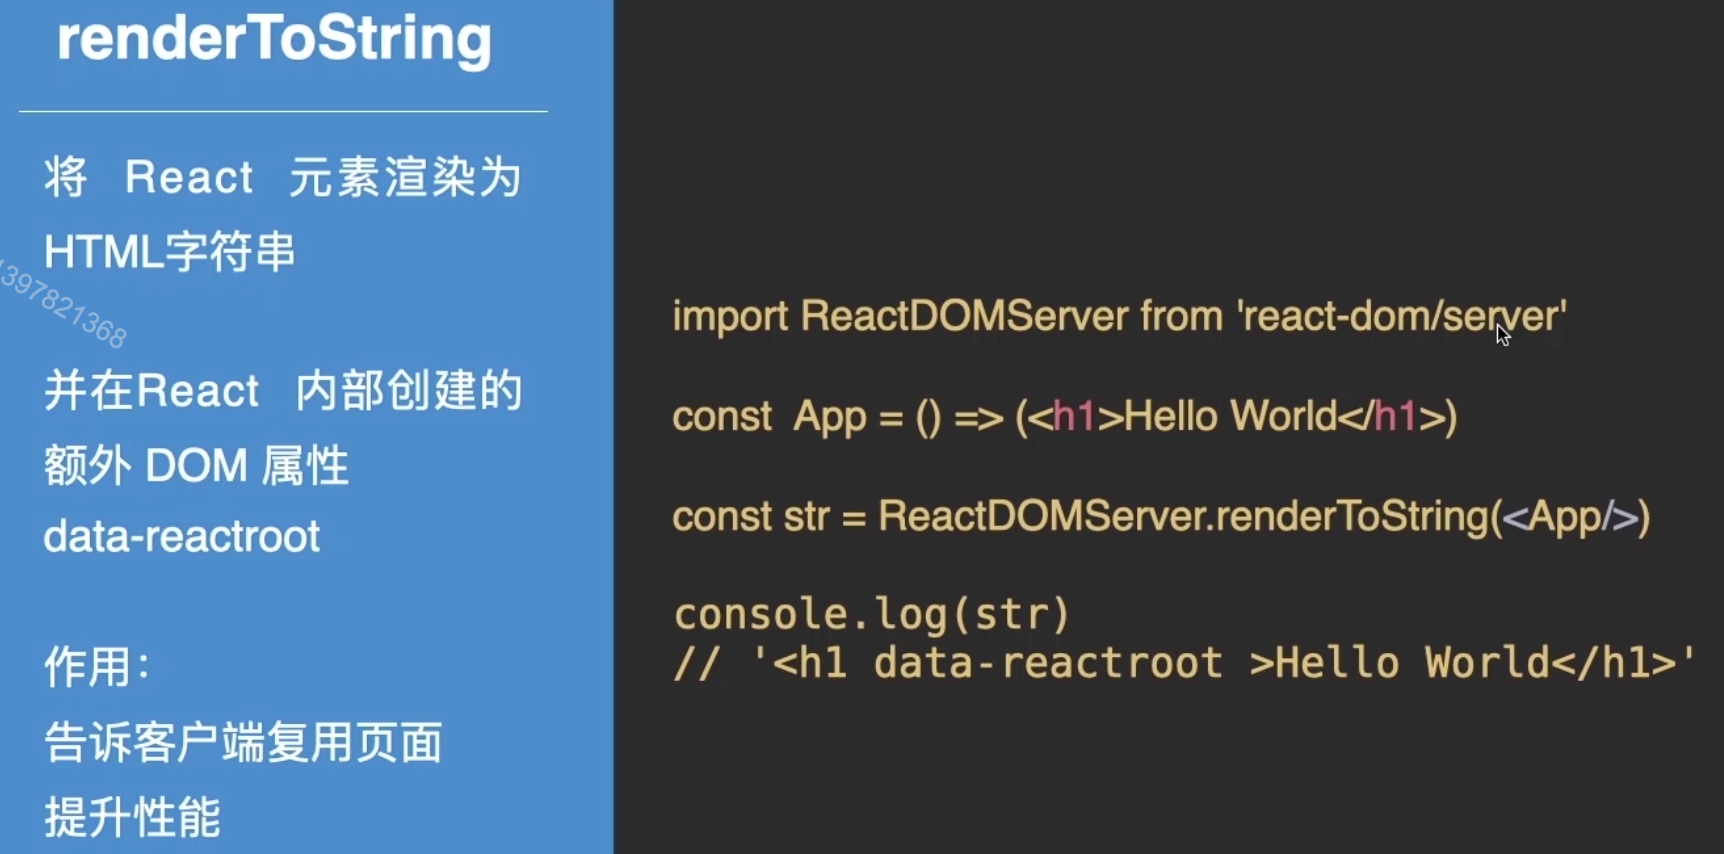 renderToString
将 React 元素渲染为
HTML字符串
1397821368
并在React 内部创建的
额外 DOM 属性
data-reactroot
作用：
告诉客户端复用页面
提升性能
import ReactDOMServer from 'react-dom/server'
const App = () => (<h1>Hello World</h1>)
const str = ReactDOMServer.renderToString(<App/>)
console.log(str)
// '<h1 data-reactroot >Hello World</h1>'